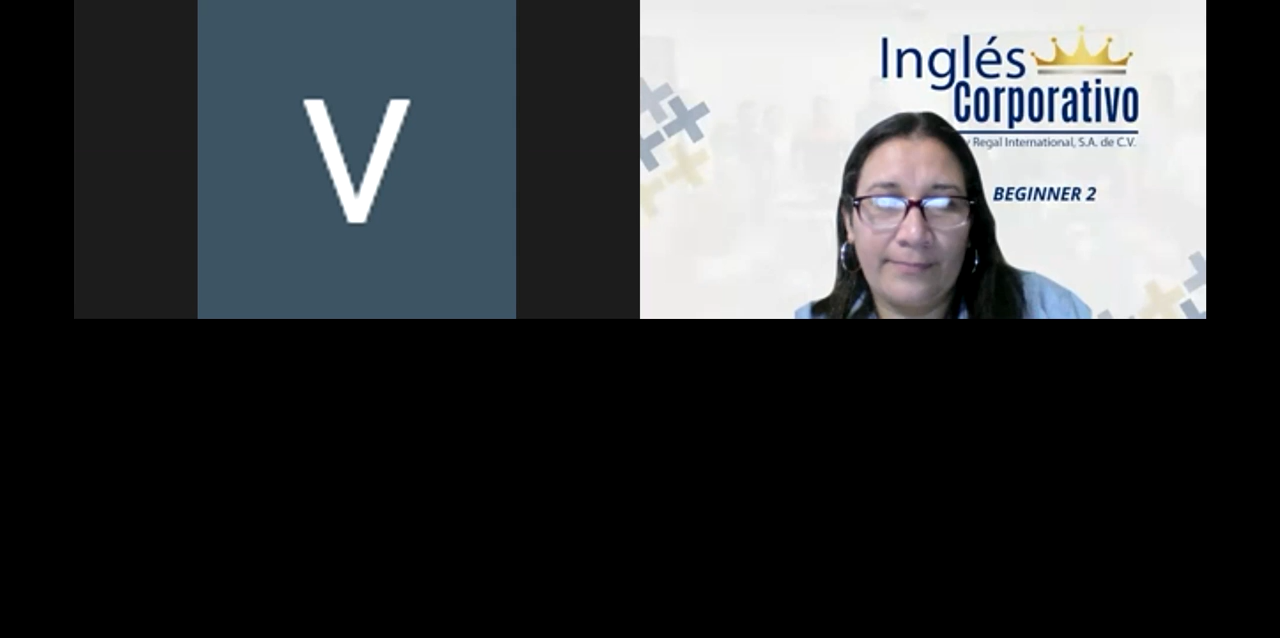 V
Inglés
Corporativo
Regal International, S.A. de C.V.
BEGINNER 2